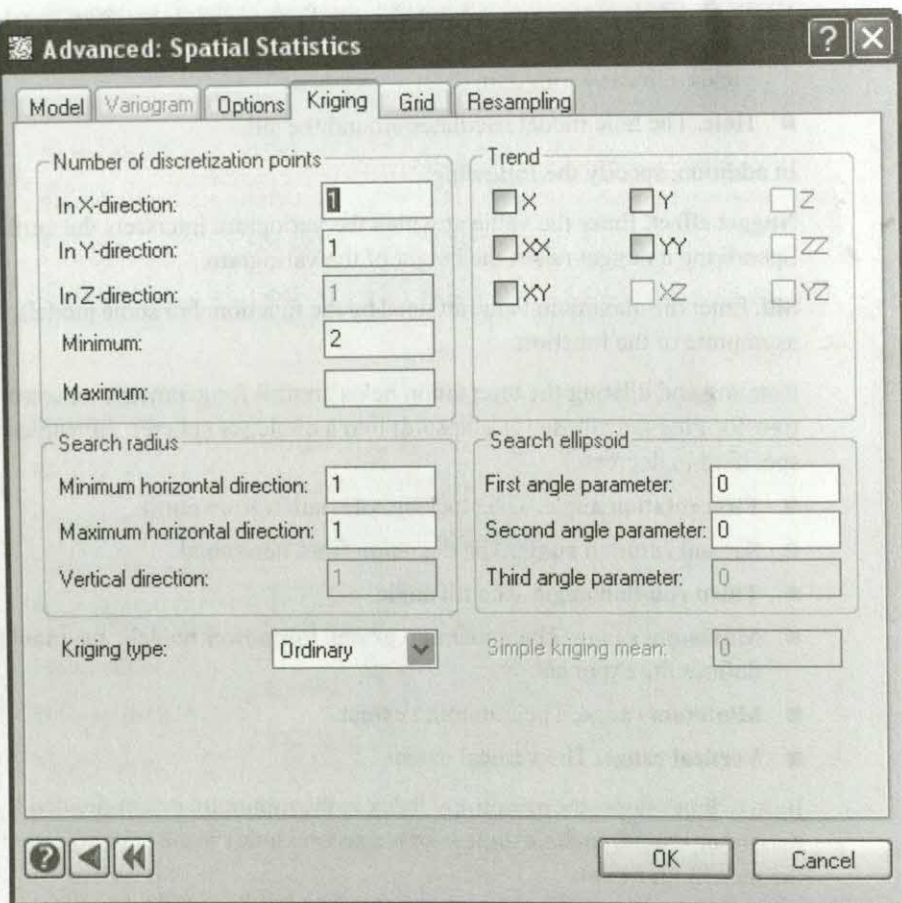 Advanced: Spatial Statistics
Model Variogram Options Kriging Grid Resampling
Number of discretization points
In X-direction: 1
In Y-direction: 1
In Z-direction: 1
Minimum: 2
Maximum:
Trend
X Y Z
XX YY ZZ
XY XZ YZ
Search radius
Minimum horizontal direction: 1
Maximum horizontal direction: 1
Vertical direction: 1
Search ellipsoid
First angle parameter: 0
Second angle parameter: 0
Third angle parameter: 0
Kriging type: Ordinary
Simple kriging mean: 0
OK Cancel